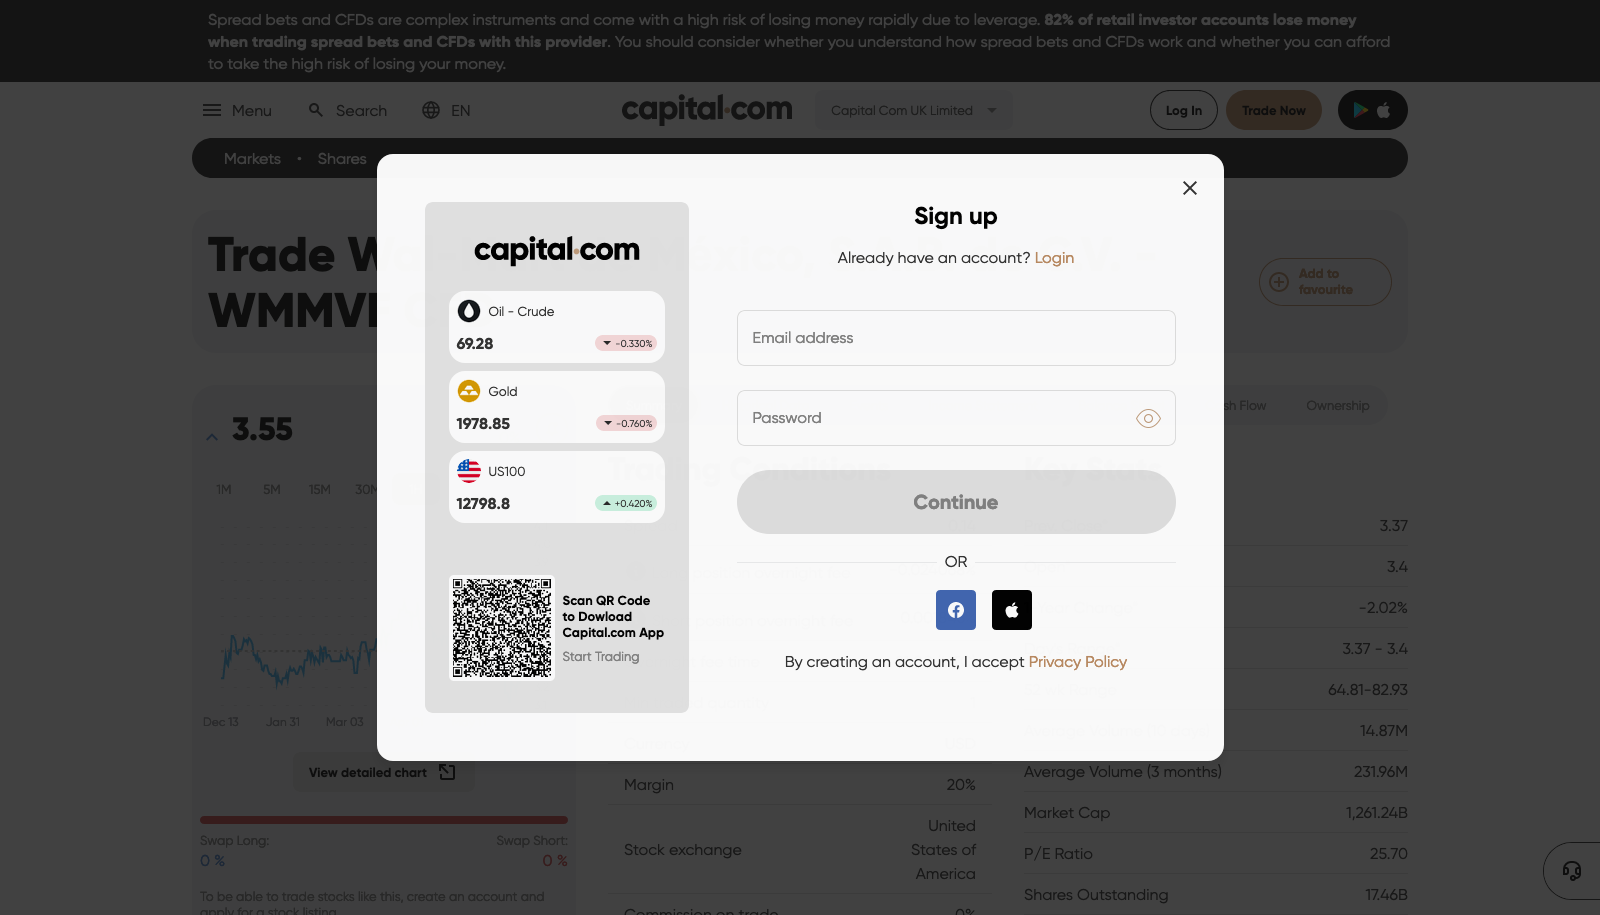 Spread bets and CFDs are complex instruments and come with a high risk of losing money rapidly due to leverage. 82% of retail investor accounts lose money
when trading spread bets and CFDs with this provider. You should consider whether you understand how spread bets and CFDs work and whether you can afford
to take the high risk of losing your money.
Menu
Search
EN
capital.com
Capital Com UK Limited
Log In
Trade Now
Markets • Shares
Trade
WMMVE
Add to
favourite
3.55
1M 5M 15M 30M
Dec 13 Jan 31 Mar 03
View detailed chart
Swap Long: Swap Short:
0 % 0 %
To be able to trade stocks like this, create an account and
apply for a stock listing
capital.com
Oil - Crude
69.28 -0.330%
Gold
1978.85 -0.760%
US100
12798.8 +0.420%
Scan QR Code
to Dowload
Capital.com App
Start Trading
Sign up
Already have an account? Login
Email address
Password
Continue
OR
By creating an account, I accept Privacy Policy
Trading Conditions
Margin 20%
Stock exchange United
States of
America
Commission on trade 0%
Flow Ownership
Key Stats
3.37
3.4
-2.02%
3.37 - 3.4
64.81-82.93
14.87M
Average Volume (3 months) 231.96M
Market Cap 1,261.24B
P/E Ratio 25.70
Shares Outstanding 17.46B